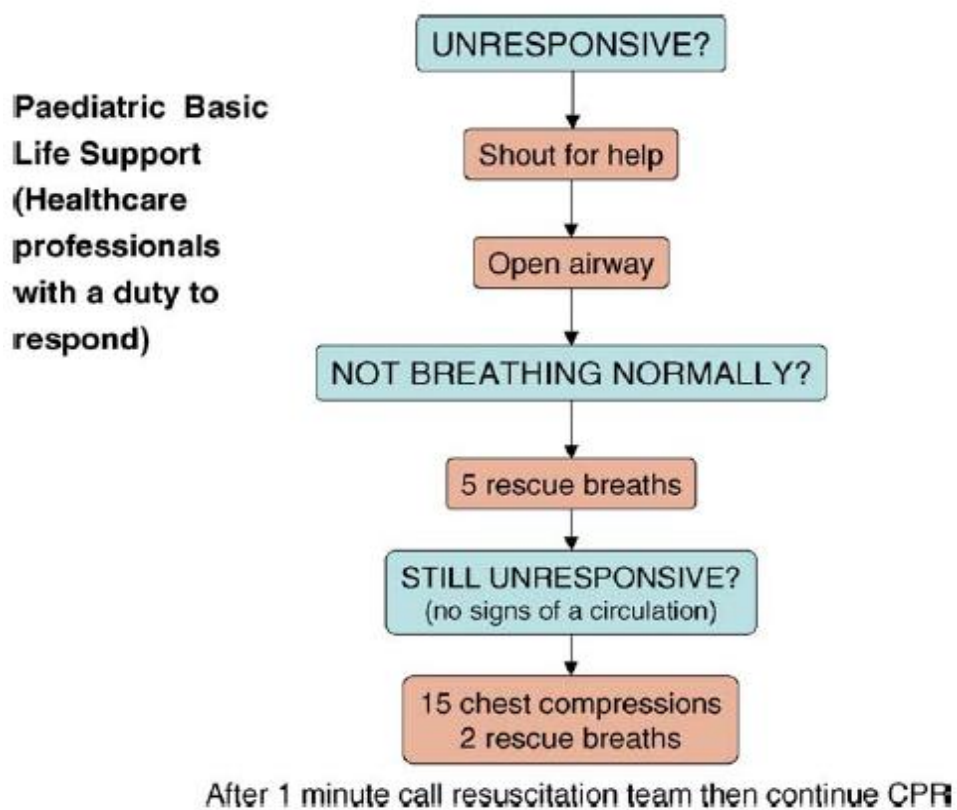 UNRESPONSIVE?
Paediatric Basic
Life Support
(Healthcare
professionals
with a duty to
respond)
Shout for help
Open airway
NOT BREATHING NORMALLY?
5 rescue breaths
STILL UNRESPONSIVE?
(no signs of a circulation)
15 chest compressions
2 rescue breaths
After 1 minute call resuscitation team then continue CPR